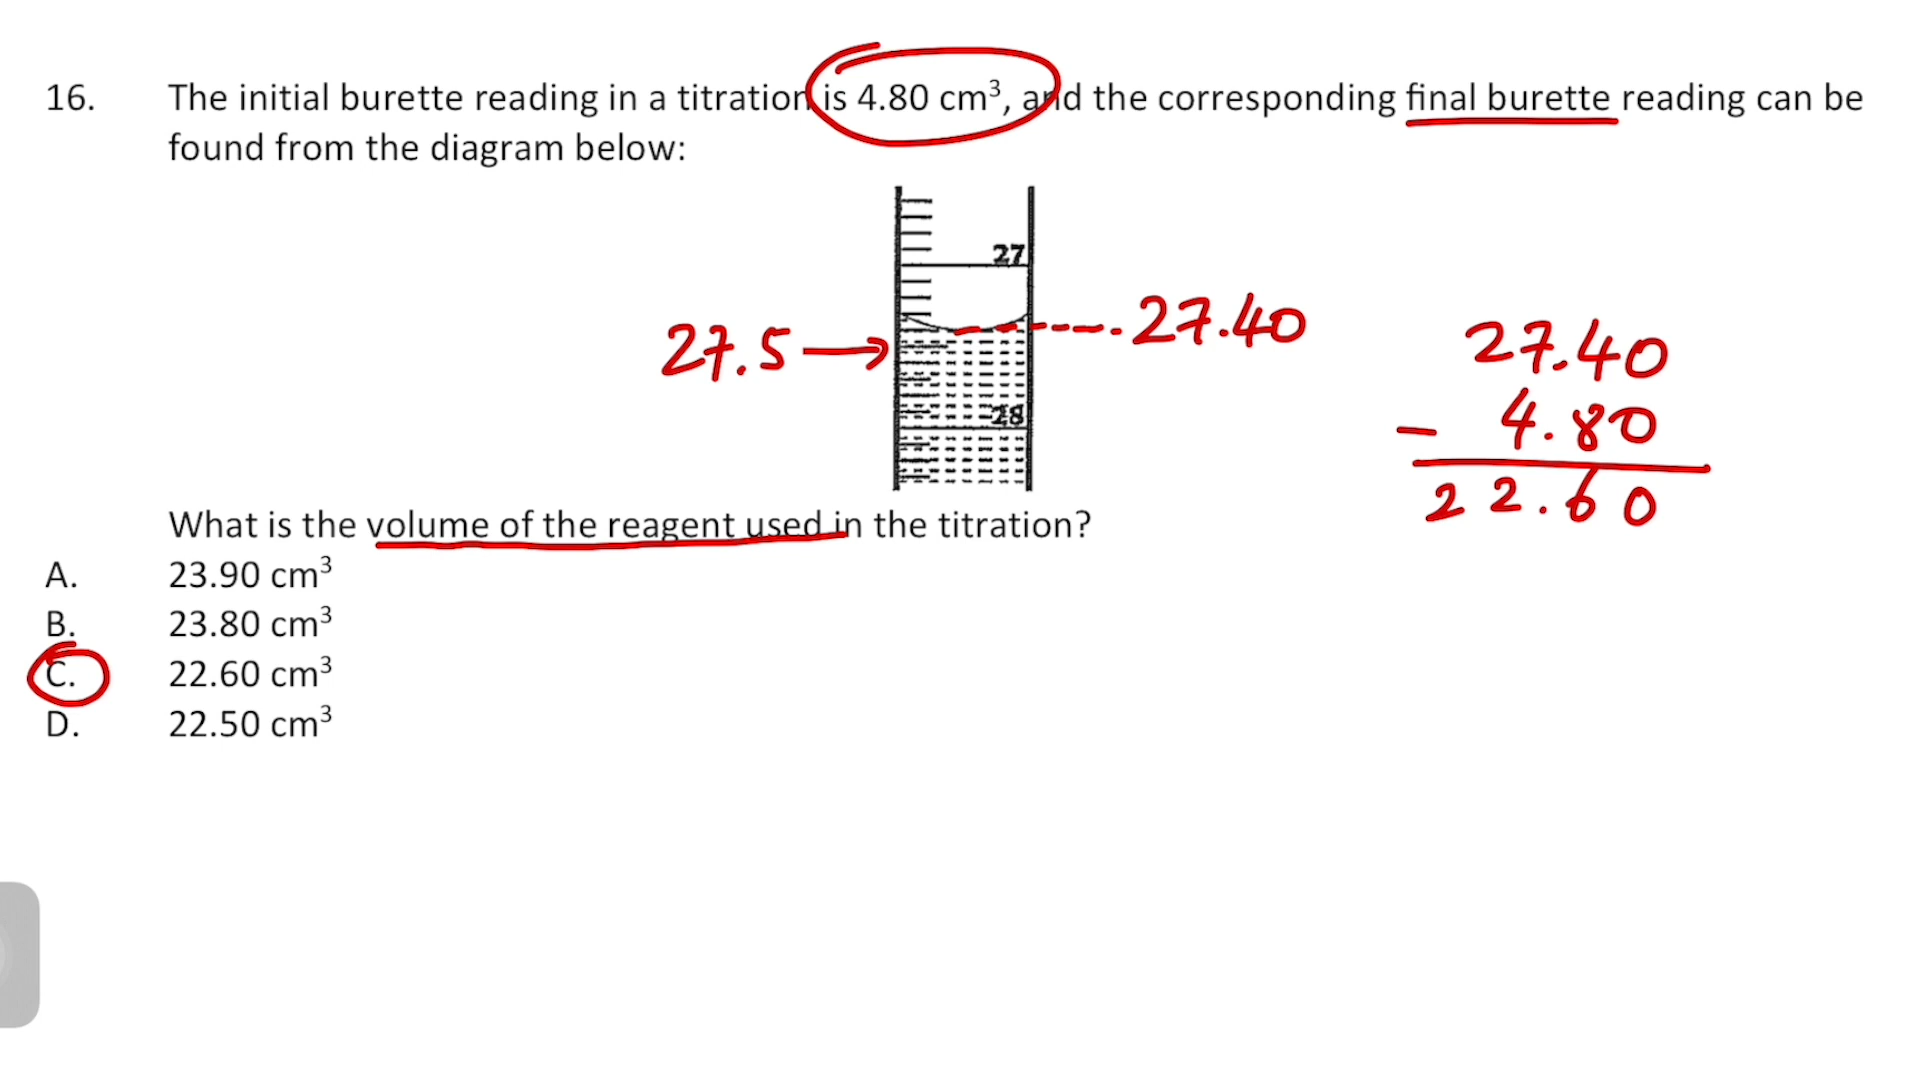 16. The initial burette reading in a titration is 4.80 cm³, and the corresponding final burette reading can be
found from the diagram below:
27
27.5
27.40
28
27.40
- 4.80
22.60
What is the volume of the reagent used in the titration?
A. 23.90 cm³
B. 23.80 cm³
C. 22.60 cm³
D. 22.50 cm³